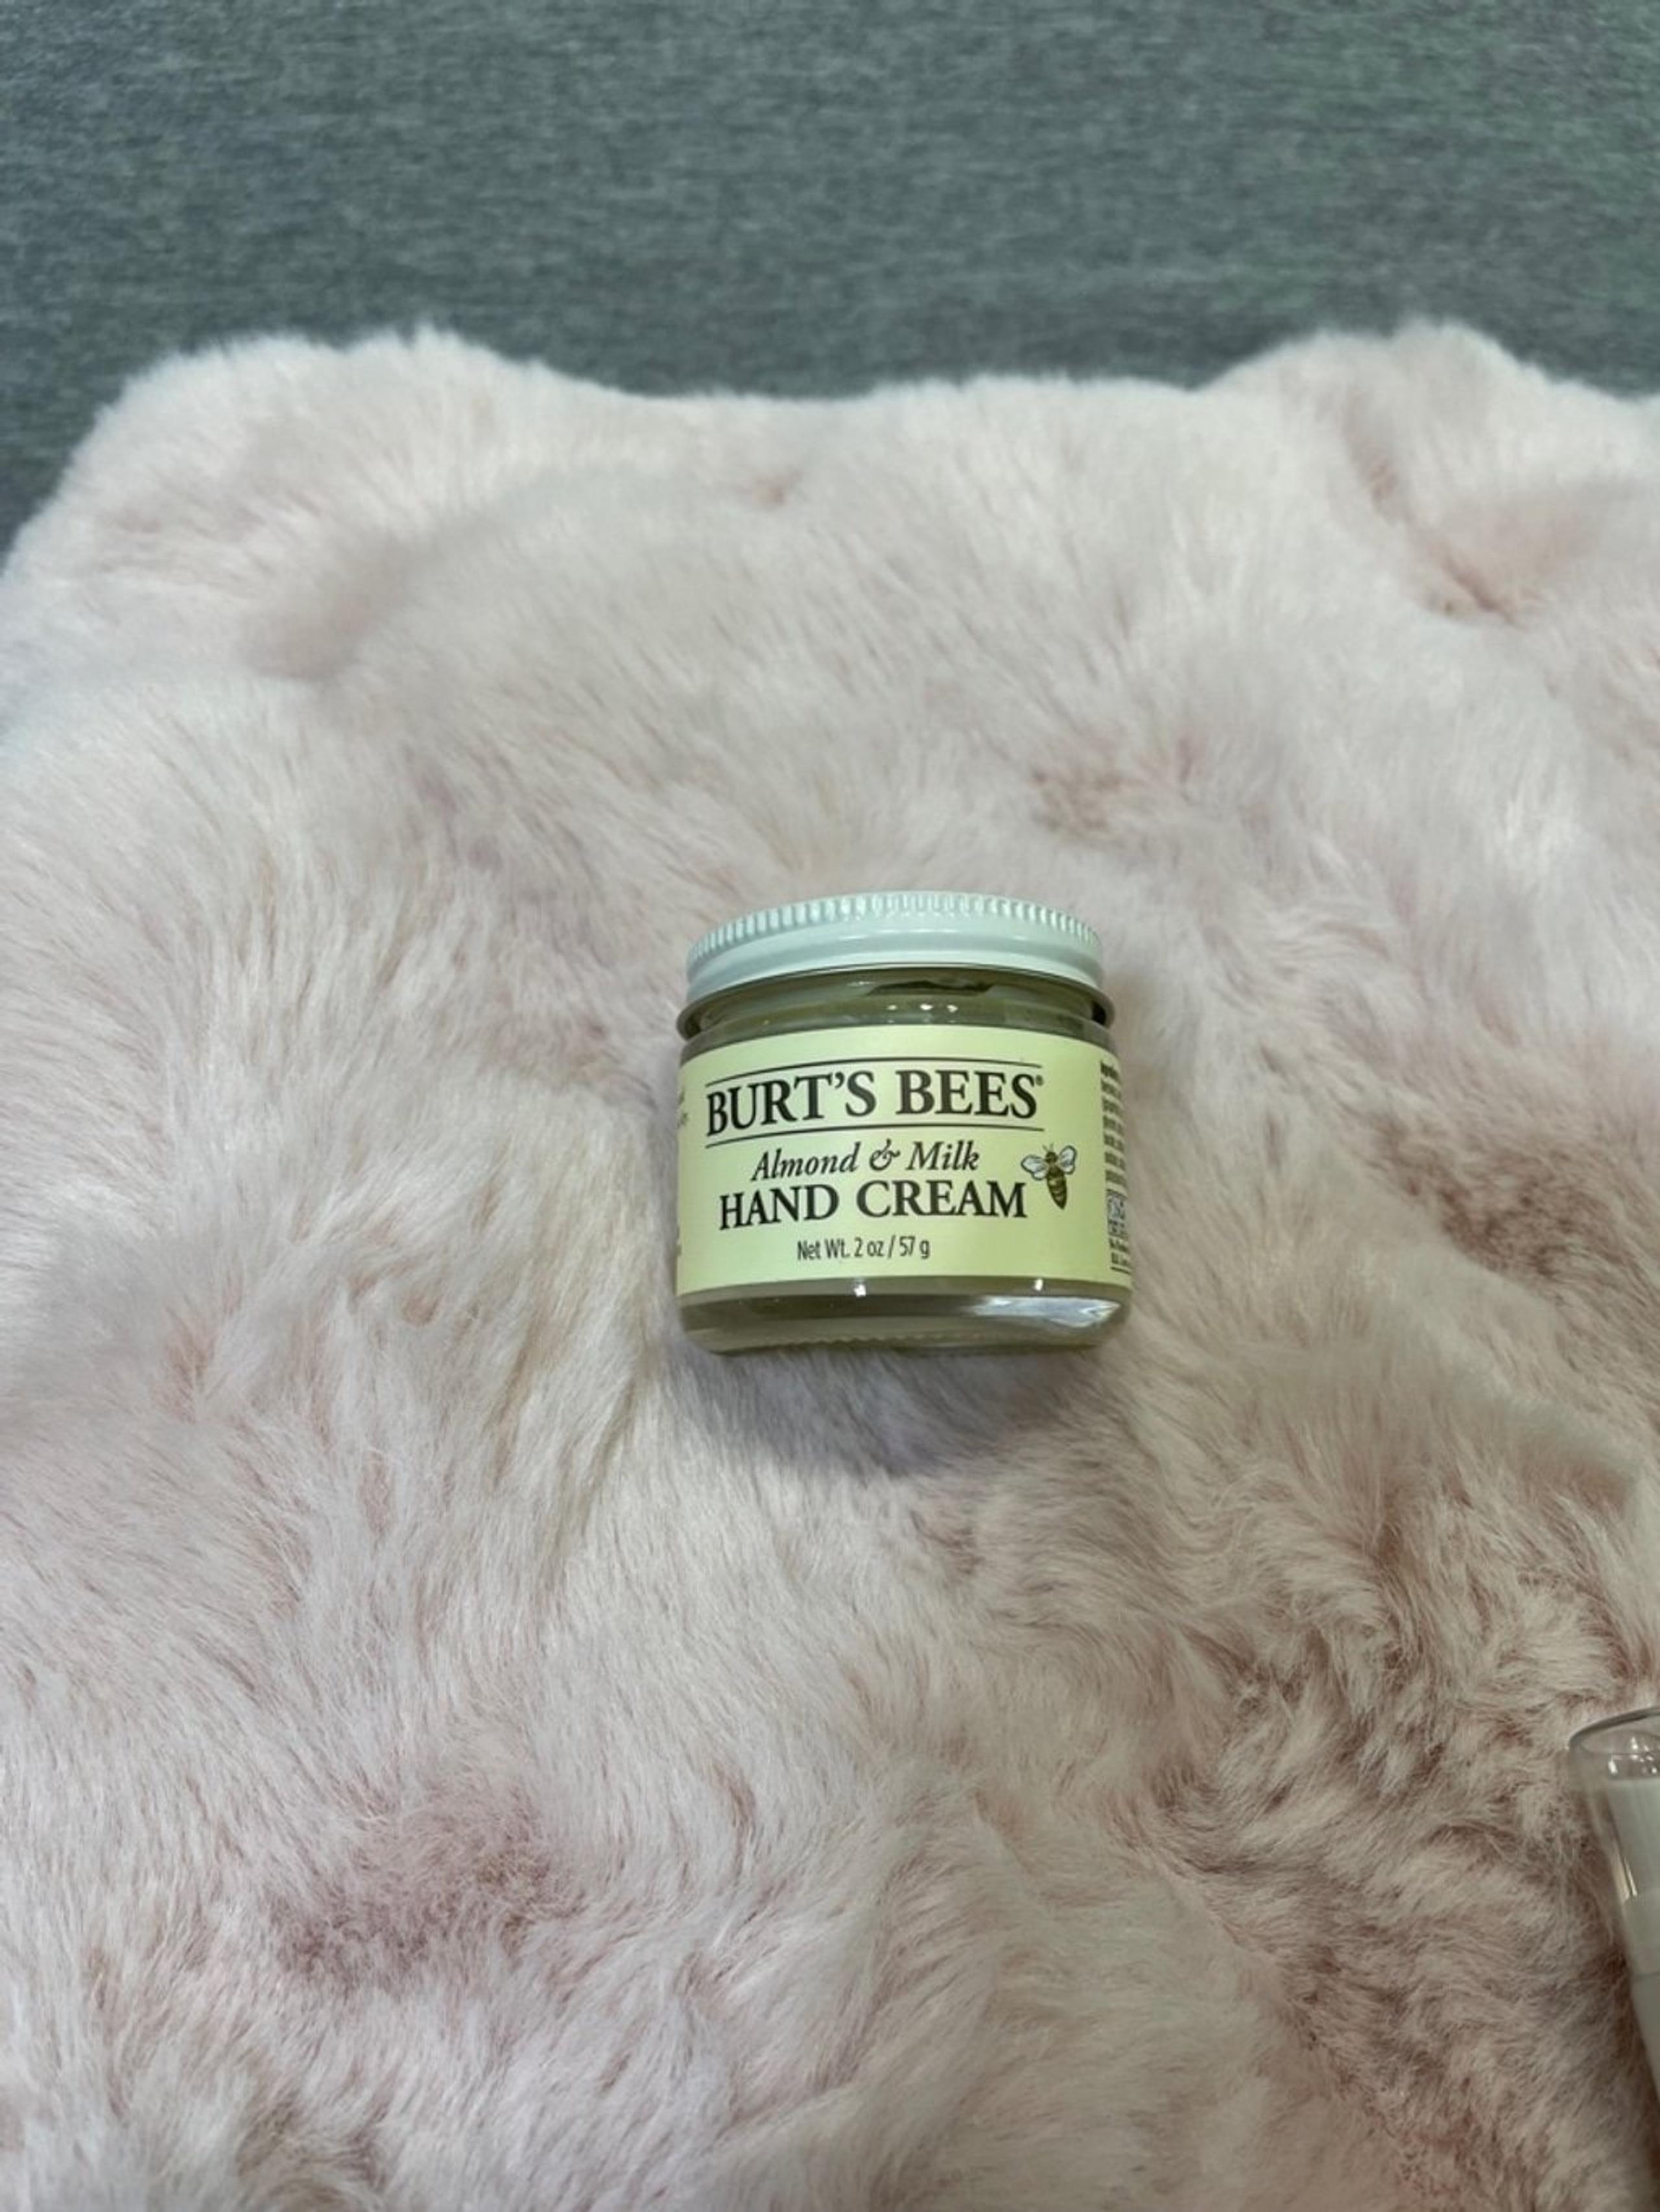 BURT'S BEES®
Almond & Milk
HAND CREAM
Net Wt. 2 oz / 57 g